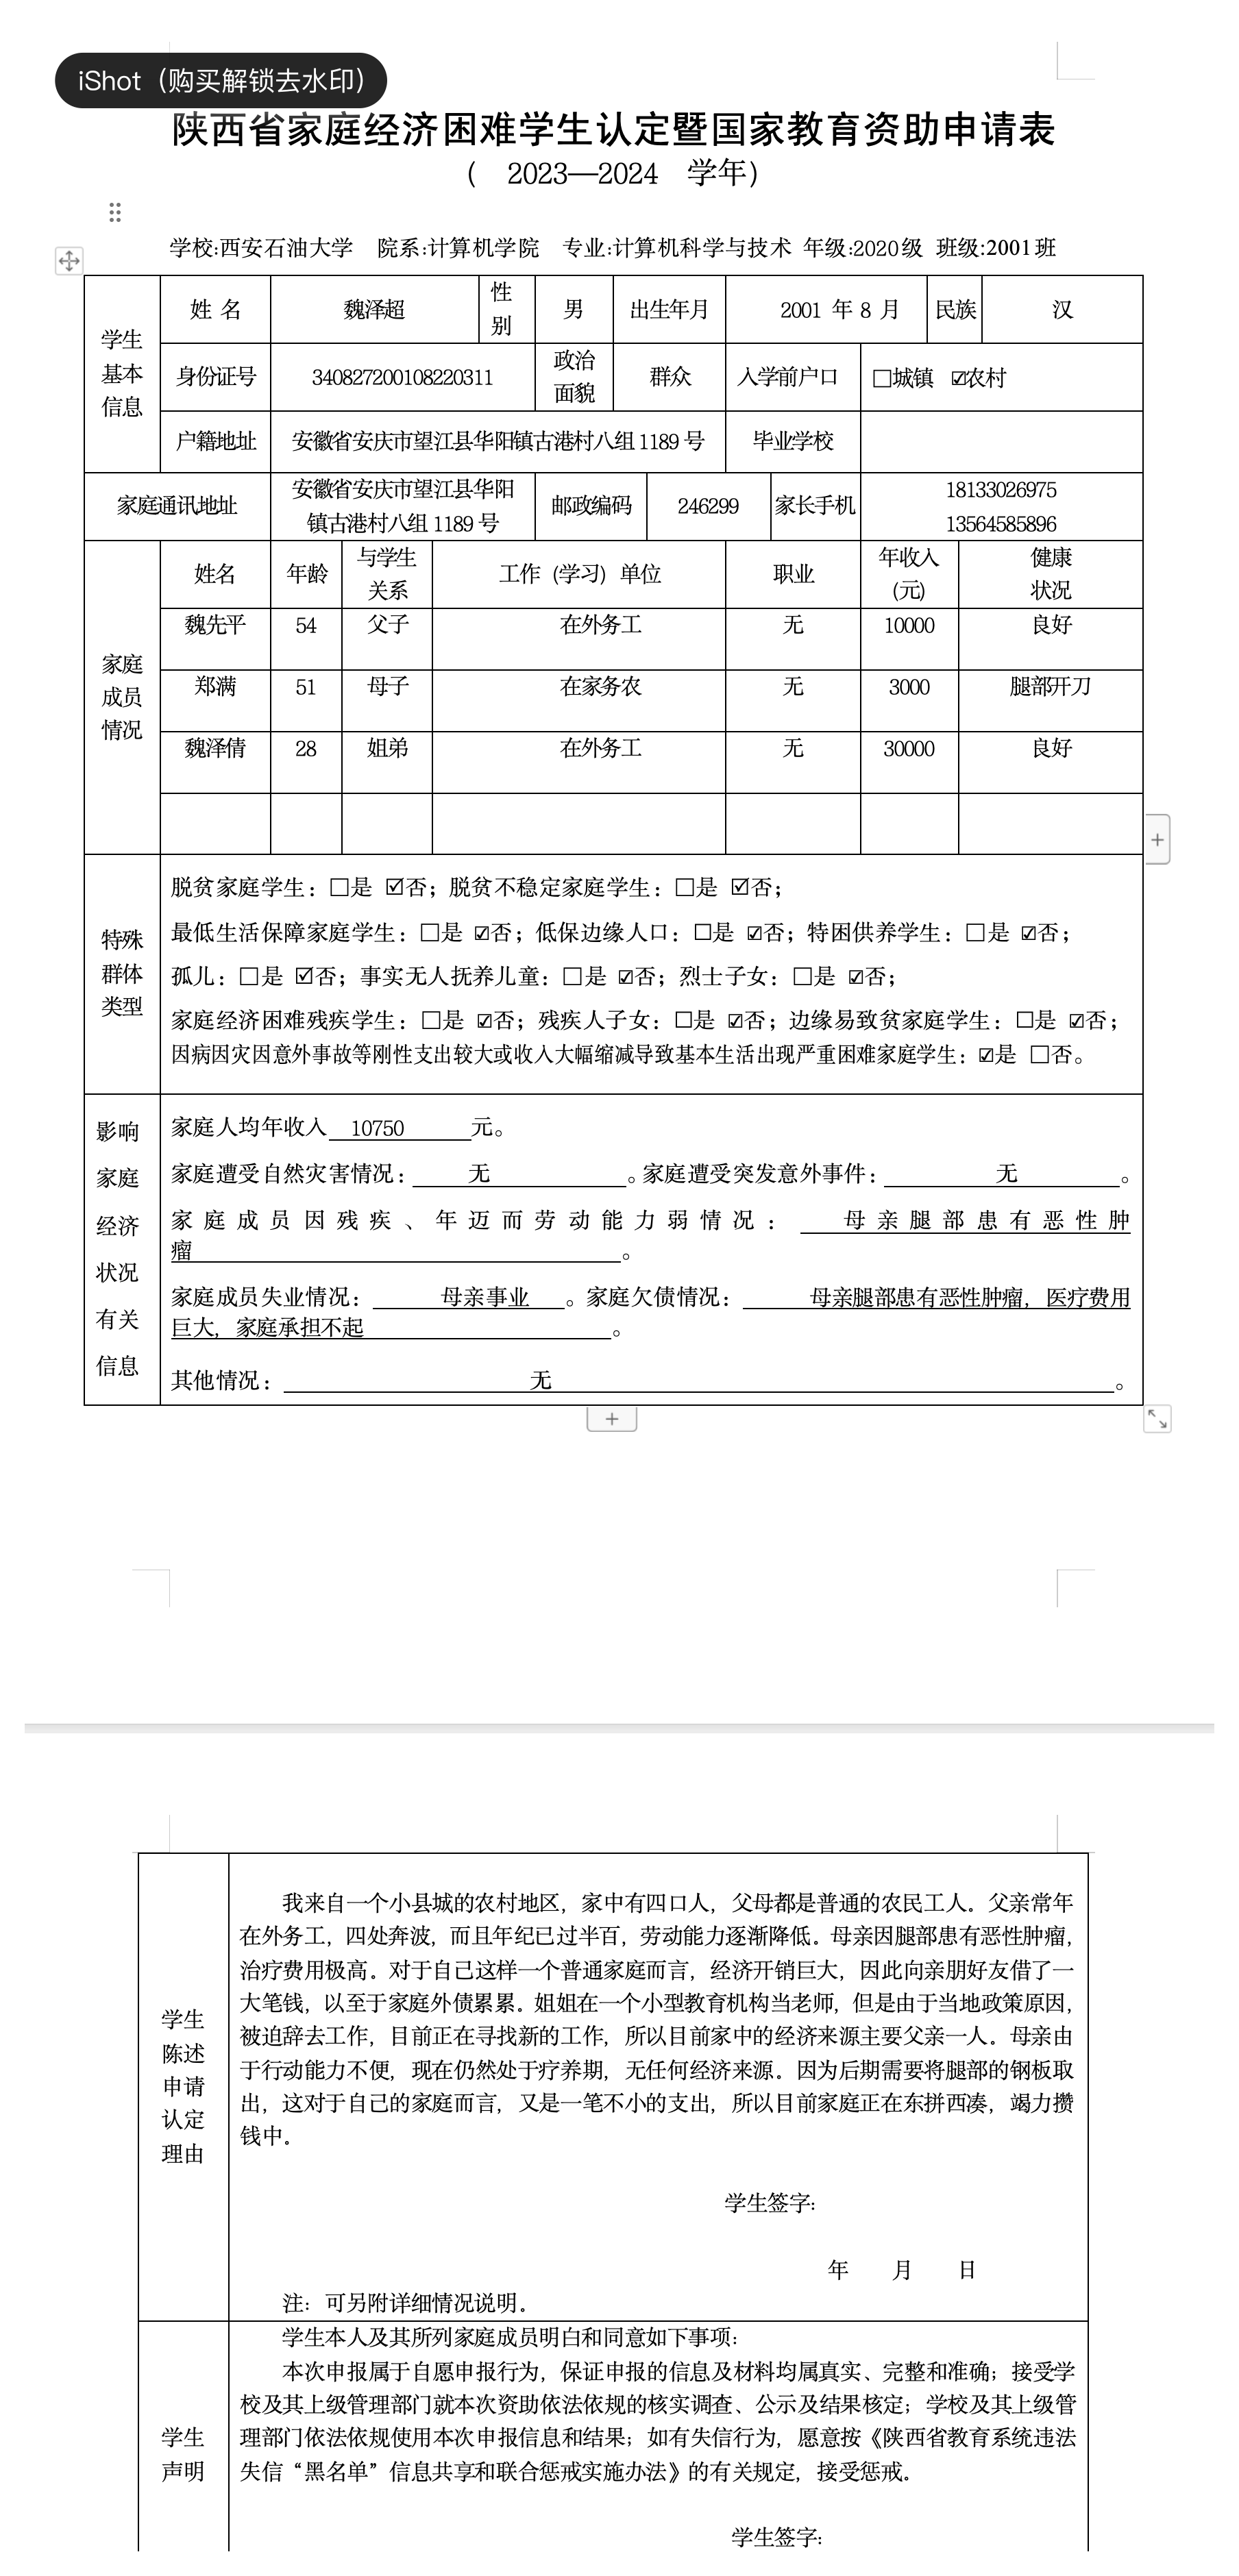 iShot（购买解锁去水印）
陕西省家庭经济困难学生认定暨国家教育资助申请表
（ 2023—2024 学年）
学校:西安石油大学 院系:计算机学院 专业:计算机科学与技术 年级:2020级 班级:2001班
学生基本信息
姓 名 魏泽超 性别 男 出生年月 2001 年 8 月 民族 汉
身份证号 340827200108220311 政治面貌 群众 入学前户口 □城镇 ☑农村
户籍地址 安徽省安庆市望江县华阳镇古港村八组1189号 毕业学校
家庭通讯地址 安徽省安庆市望江县华阳镇古港村八组1189号 邮政编码 246299 家长手机 18133026975 13564585896
家庭成员情况
姓名 年龄 与学生关系 工作（学习）单位 职业 年收入（元） 健康状况
魏先平 54 父子 在外务工 无 10000 良好
郑满 51 母子 在家务农 无 3000 腿部开刀
魏泽倩 28 姐弟 在外务工 无 30000 良好
特殊群体类型
脱贫家庭学生：□是 ☑否；脱贫不稳定家庭学生：□是 ☑否；
最低生活保障家庭学生：□是 ☑否；低保边缘人口：□是 ☑否；特困供养学生：□是 ☑否；
孤儿：□是 ☑否；事实无人抚养儿童：□是 ☑否；烈士子女：□是 ☑否；
家庭经济困难残疾学生：□是 ☑否；残疾人子女：□是 ☑否；边缘易致贫家庭学生：□是 ☑否；
因病因灾因意外事故等刚性支出较大或收入大幅缩减导致基本生活出现严重困难家庭学生：☑是 □否。
影响家庭经济状况有关信息
家庭人均年收入 10750 元。
家庭遭受自然灾害情况： 无 。家庭遭受突发意外事件： 无 。
家庭成员因残疾、年迈而劳动能力弱情况： 母亲腿部患有恶性肿
瘤 。
家庭成员失业情况： 母亲事业 。家庭欠债情况： 母亲腿部患有恶性肿瘤，医疗费用
巨大，家庭承担不起 。
其他情况： 无 。
学生陈述申请认定理由
我来自一个小县城的农村地区，家中有四口人，父母都是普通的农民工人。父亲常年
在外务工，四处奔波，而且年纪已过半百，劳动能力逐渐降低。母亲因腿部患有恶性肿瘤，
治疗费用极高。对于自己这样一个普通家庭而言，经济开销巨大，因此向亲朋好友借了一
大笔钱，以至于家庭外债累累。姐姐在一个小型教育机构当老师，但是由于当地政策原因，
被迫辞去工作，目前正在寻找新的工作，所以目前家中的经济来源主要父亲一人。母亲由
于行动能力不便，现在仍然处于疗养期，无任何经济来源。因为后期需要将腿部的钢板取
出，这对于自己的家庭而言，又是一笔不小的支出，所以目前家庭正在东拼西凑，竭力攒
钱中。
学生签字：
年 月 日
注：可另附详细情况说明。
学生声明
学生本人及其所列家庭成员明白和同意如下事项：
本次申报属于自愿申报行为，保证申报的信息及材料均属真实、完整和准确；接受学
校及其上级管理部门就本次资助依法依规的核实调查、公示及结果核定；学校及其上级管
理部门依法依规使用本次申报信息和结果；如有失信行为，愿意按《陕西省教育系统违法
失信“黑名单”信息共享和联合惩戒实施办法》的有关规定，接受惩戒。
学生签字：